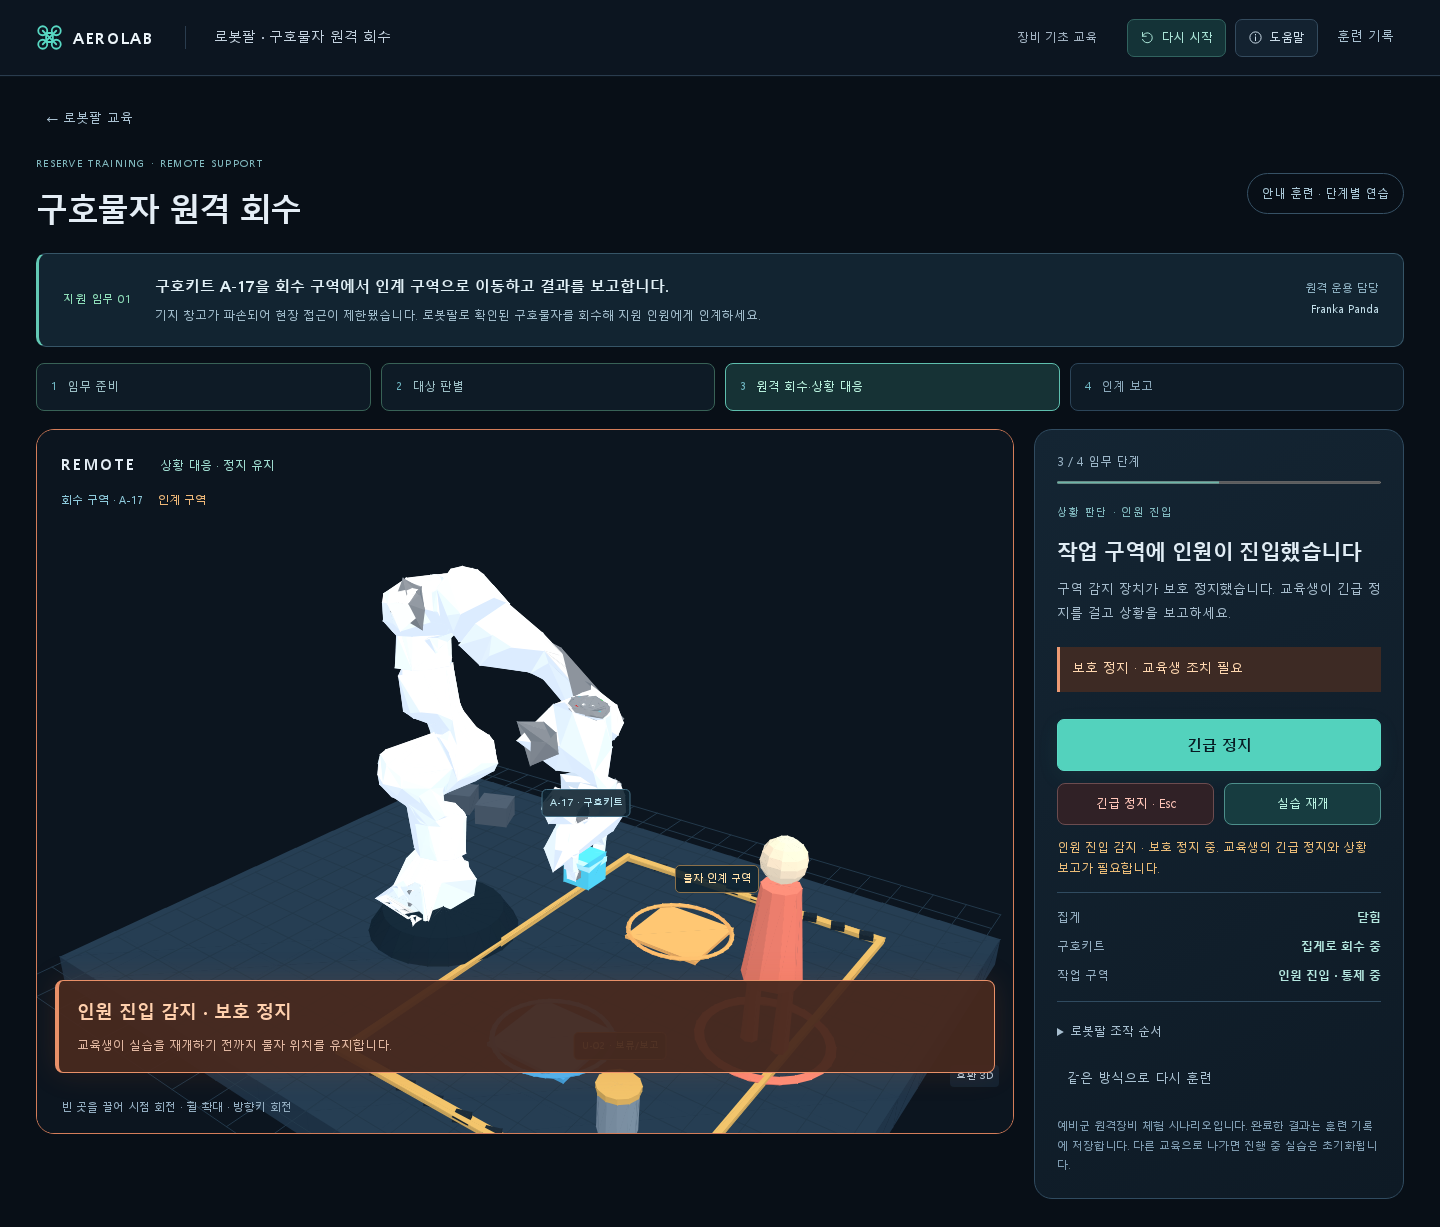 AEROLAB
로봇팔 · 구호물자 원격 회수
장비 기초 교육
다시 시작
도움말
훈련 기록
← 로봇팔 교육
RESERVE TRAINING · REMOTE SUPPORT
구호물자 원격 회수
안내 훈련 · 단계별 연습
지원 임무 01
구호키트 A-17을 회수 구역에서 인계 구역으로 이동하고 결과를 보고합니다.
기지 창고가 파손되어 현장 접근이 제한됐습니다. 로봇팔로 확인된 구호물자를 회수해 지원 인원에게 인계하세요.
원격 운용 담당
Franka Panda
1 임무 준비
2 대상 판별
3 원격 회수·상황 대응
4 인계 보고
REMOTE
상황 대응 · 정지 유지
회수 구역 · A-17
인계 구역
A-17 · 구호키트
물자 인계 구역
인원 진입 감지 · 보호 정지
교육생이 실습을 재개하기 전까지 물자 위치를 유지합니다.
3D
빈 곳을 끌어 시점 회전 · 휠 확대 · 방향키 회전
3 / 4 임무 단계
상황 판단 · 인원 진입
작업 구역에 인원이 진입했습니다
구역 감지 장치가 보호 정지했습니다. 교육생이 긴급 정
지를 걸고 상황을 보고하세요.
보호 정지 · 교육생 조치 필요
긴급 정지
긴급 정지 · Esc
실습 재개
인원 진입 감지 · 보호 정지 중. 교육생의 긴급 정지와 상황
보고가 필요합니다.
집게 닫힘
구호키트 집게로 회수 중
작업 구역 인원 진입 · 통제 중
▶ 로봇팔 조작 순서
같은 방식으로 다시 훈련
예비군 원격장비 체험 시나리오입니다. 완료한 결과는 훈련 기록
에 저장합니다. 다른 교육으로 나가면 진행 중 실습은 초기화됩니
다.